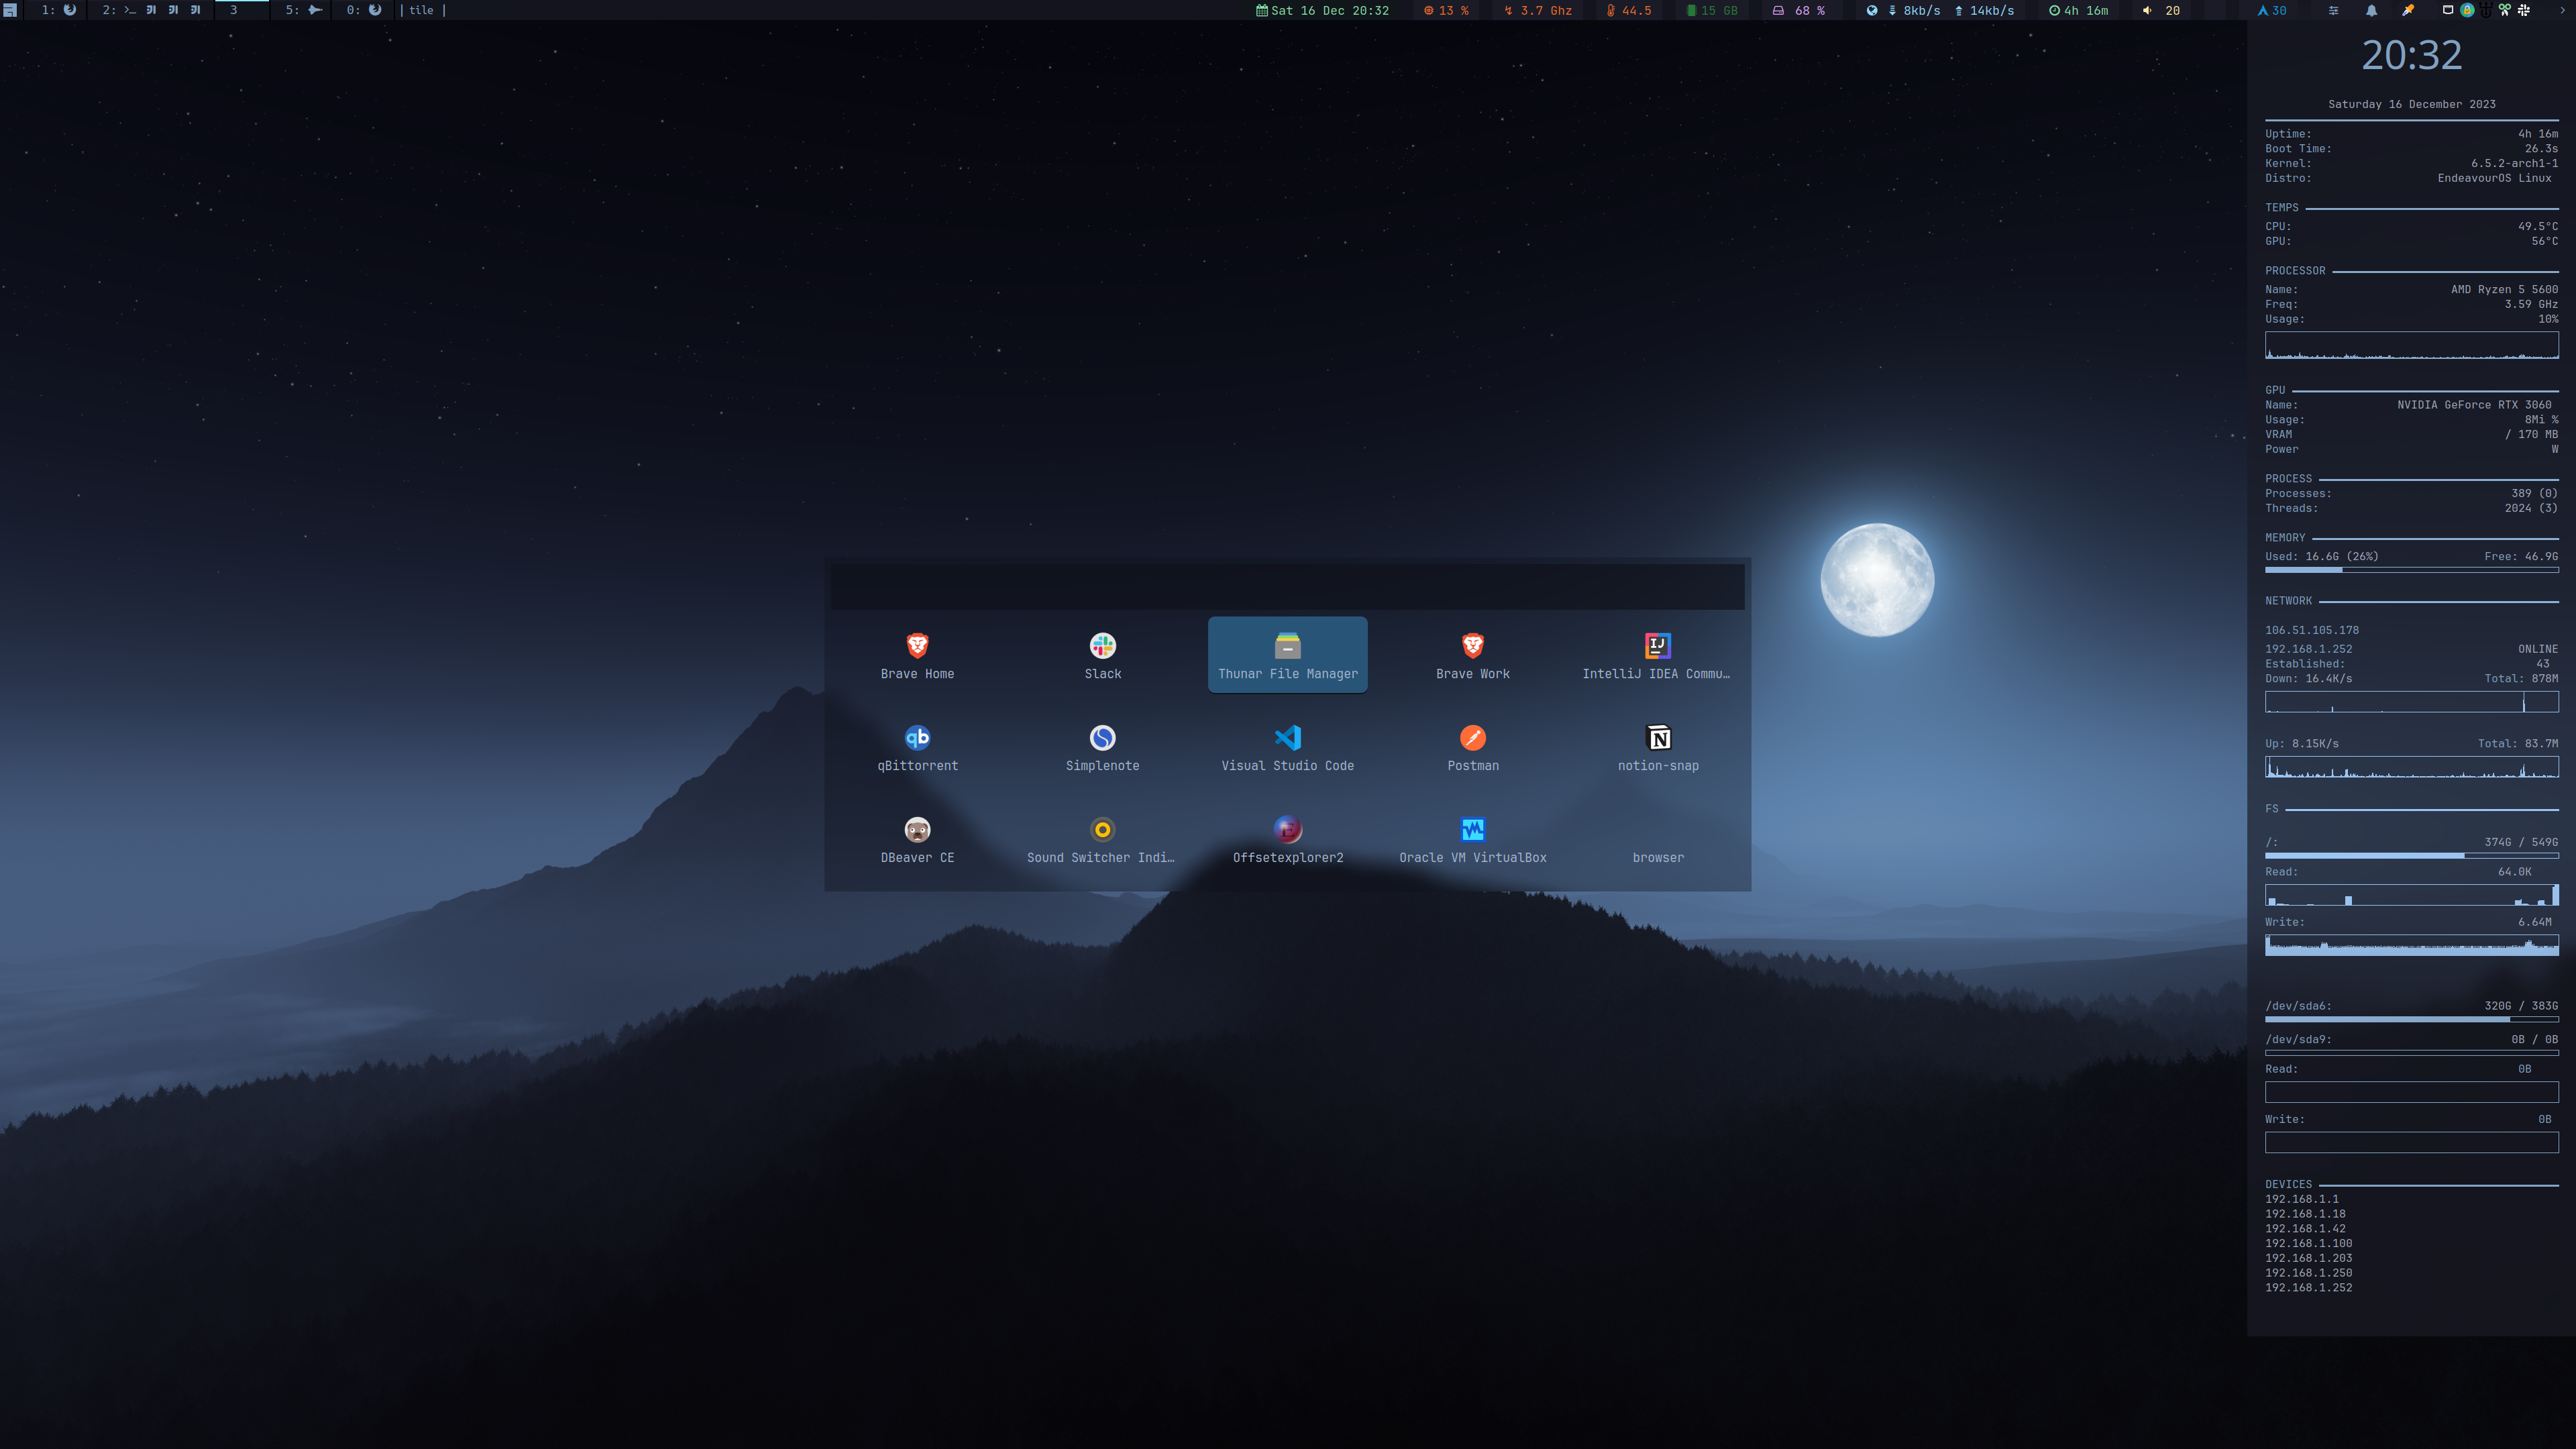 1: 2: 3 5: 0: | tile | Sat 16 Dec 20:32 13 % 3.7 Ghz 44.5 15 GB 68 % 8kb/s 14kb/s 4h 16m 20 30
20:32
Saturday 16 December 2023
Uptime: 4h 16m
Boot Time: 26.3s
Kernel: 6.5.2-arch1-1
Distro: EndeavourOS Linux
TEMPS
CPU: 49.5°C
GPU: 56°C
PROCESSOR
Name: AMD Ryzen 5 5600
Freq: 3.59 GHz
Usage: 10%
GPU
Name: NVIDIA GeForce RTX 3060
Usage: 8Mi %
VRAM / 170 MB
Power W
PROCESS
Processes: 389 (0)
Threads: 2024 (3)
MEMORY
Used: 16.6G (26%) Free: 46.9G
NETWORK
106.51.105.178
192.168.1.252 ONLINE
Established: 43
Down: 16.4K/s Total: 878M
Up: 8.15K/s Total: 83.7M
FS
/: 374G / 549G
Read: 64.0K
Write: 6.64M
/dev/sda6: 320G / 383G
/dev/sda9: 0B / 0B
Read: 0B
Write: 0B
DEVICES
192.168.1.1
192.168.1.18
192.168.1.42
192.168.1.100
192.168.1.203
192.168.1.250
192.168.1.252
Brave Home Slack Thunar File Manager Brave Work IntelliJ IDEA Commu…
qBittorrent Simplenote Visual Studio Code Postman notion-snap
DBeaver CE Sound Switcher Indi… Offsetexplorer2 Oracle VM VirtualBox browser